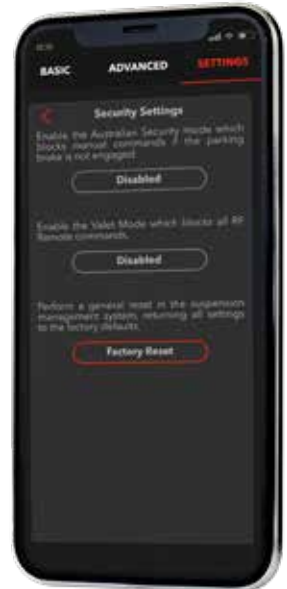 BASIC ADVANCED SETTINGS
Security Settings
Enable the Australian Security mode which
blocks manual commands if the parking
brake is not engaged
Disabled
Enable the Valet Mode which blocks all RF
Remote commands.
Disabled
Perform a general reset in the suspension
management system, returning all settings
to the factory defaults.
Factory Reset